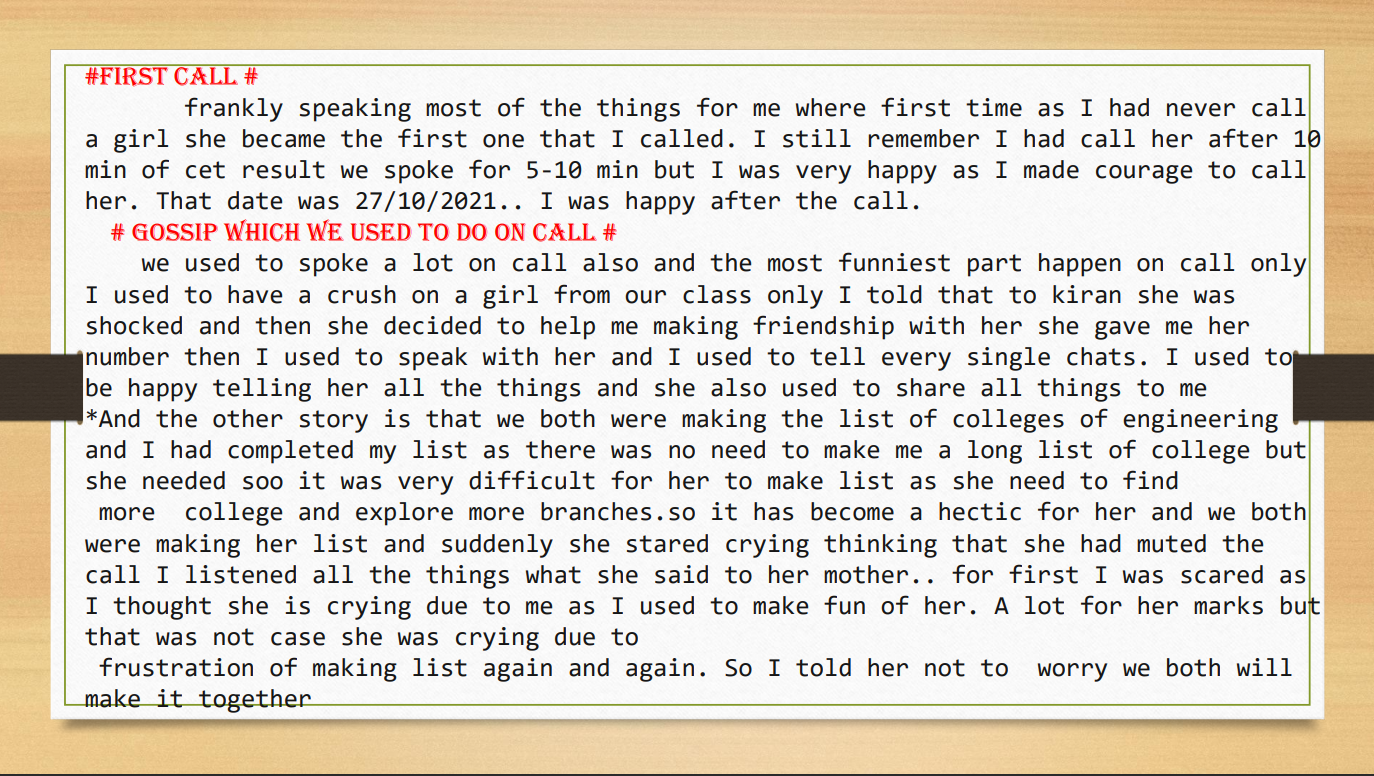 #FIRST CALL #
frankly speaking most of the things for me where first time as I had never call
a girl she became the first one that I called. I still remember I had call her after 10
min of cet result we spoke for 5-10 min but I was very happy as I made courage to call
her. That date was 27/10/2021.. I was happy after the call.
# GOSSIP WHICH WE USED TO DO ON CALL #
we used to spoke a lot on call also and the most funniest part happen on call only
I used to have a crush on a girl from our class only I told that to kiran she was
shocked and then she decided to help me making friendship with her she gave me her
number then I used to speak with her and I used to tell every single chats. I used to
be happy telling her all the things and she also used to share all things to me
*And the other story is that we both were making the list of colleges of engineering
and I had completed my list as there was no need to make me a long list of college but
she needed soo it was very difficult for her to make list as she need to find
more  college and explore more branches.so it has become a hectic for her and we both
were making her list and suddenly she stared crying thinking that she had muted the
call I listened all the things what she said to her mother.. for first I was scared as
I thought she is crying due to me as I used to make fun of her. A lot for her marks but
that was not case she was crying due to
frustration of making list again and again. So I told her not to  worry we both will
make it together